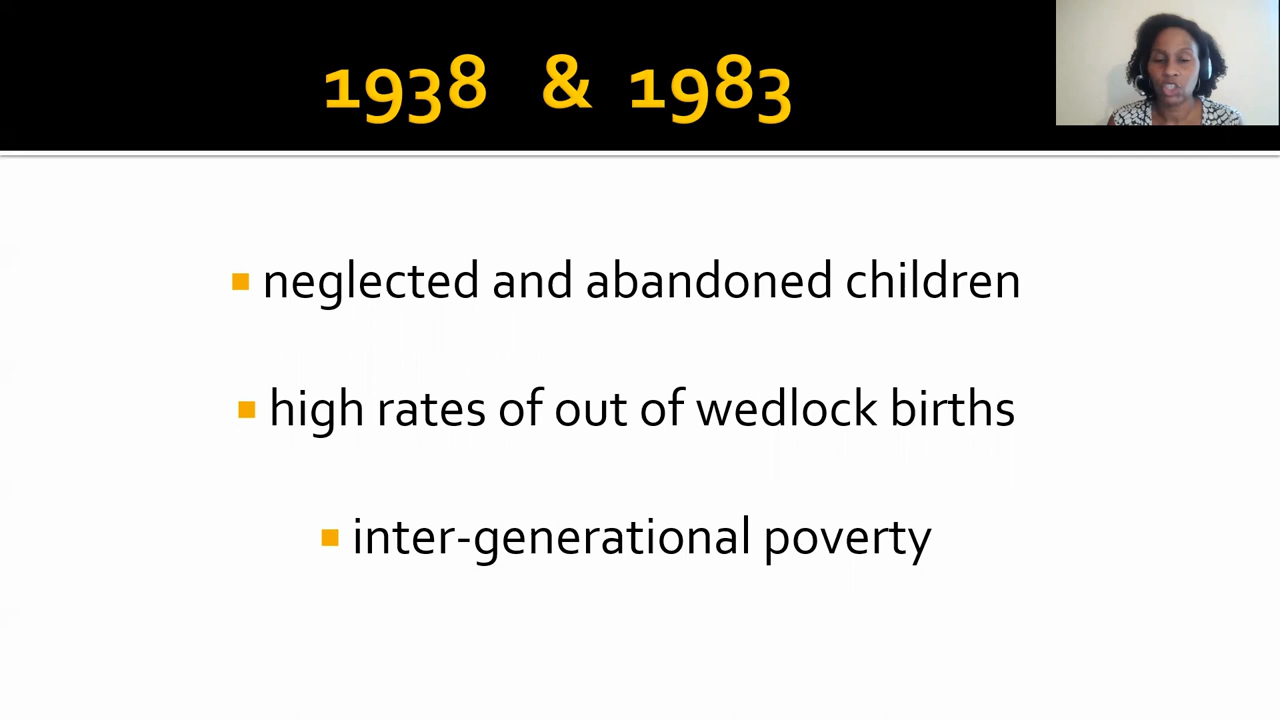 1938 & 1983
neglected and abandoned children
high rates of out of wedlock births
inter-generational poverty